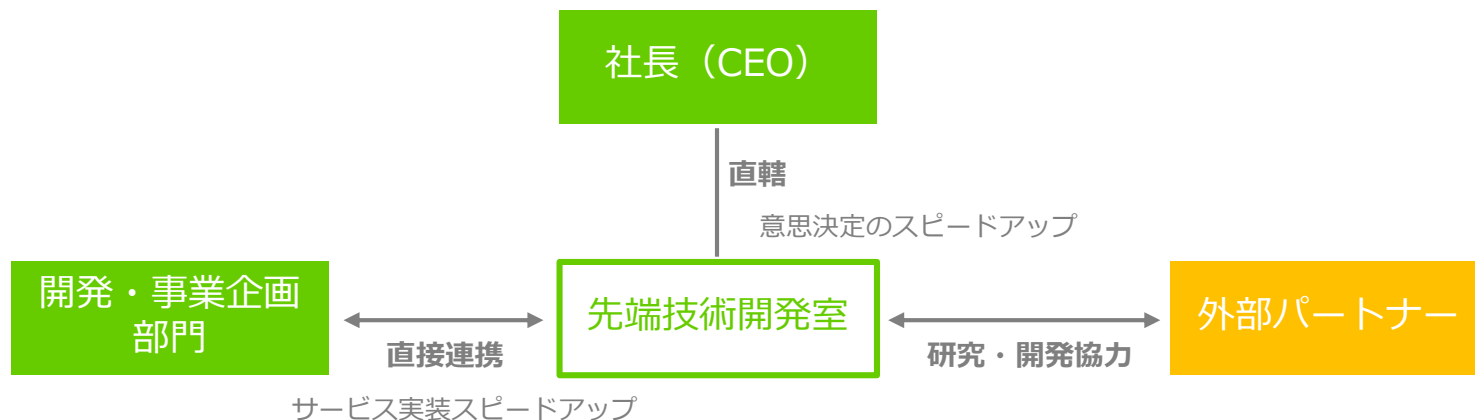 社長（CEO）
直轄
意思決定のスピードアップ
開発・事業企画
部門
直接連携
サービス実装スピードアップ
先端技術開発室
研究・開発協力
外部パートナー